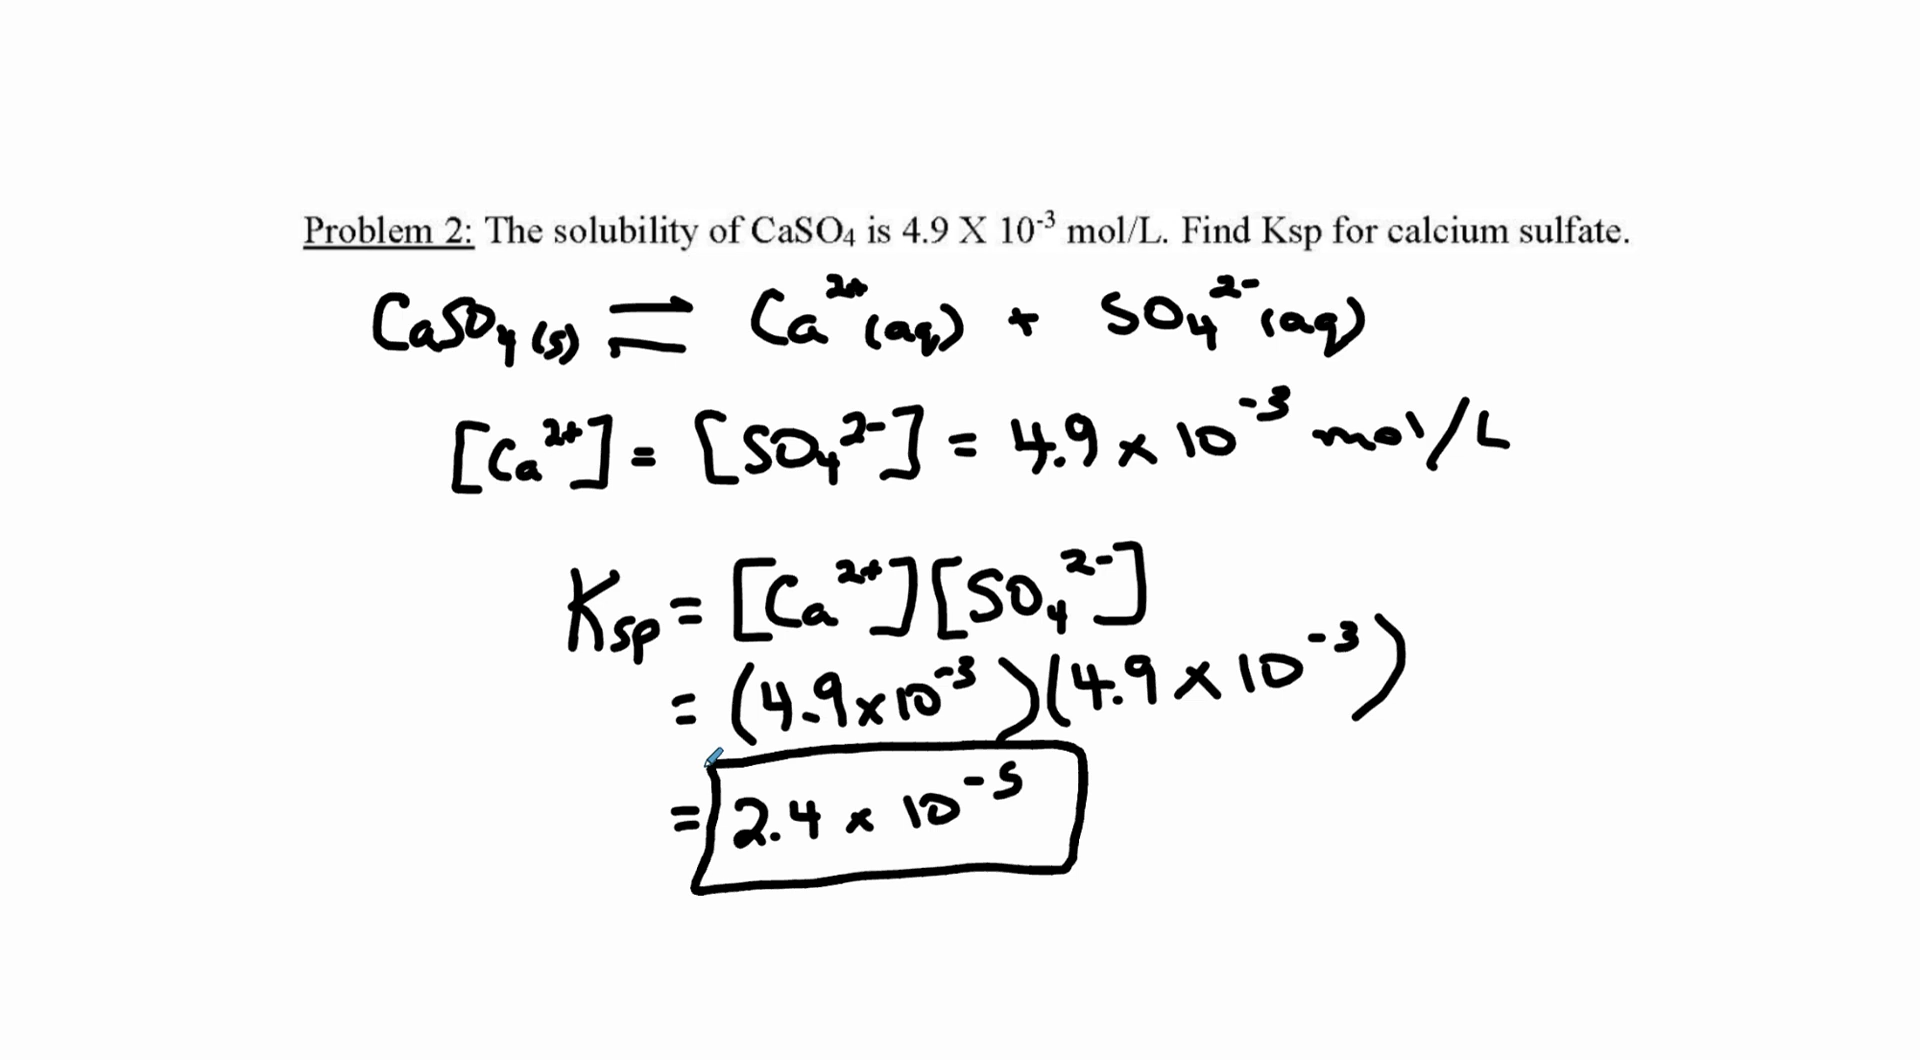 Problem 2: The solubility of CaSO₄ is 4.9 X 10⁻³ mol/L. Find Ksp for calcium sulfate.
CaSO₄(s) ⇌ Ca²⁺(aq) + SO₄²⁻(aq)
[Ca²⁺] = [SO₄²⁻] = 4.9 × 10⁻³ mol/L
Ksp = [Ca²⁺][SO₄²⁻]
= (4.9 × 10⁻³)(4.9 × 10⁻³)
= 2.4 × 10⁻⁵